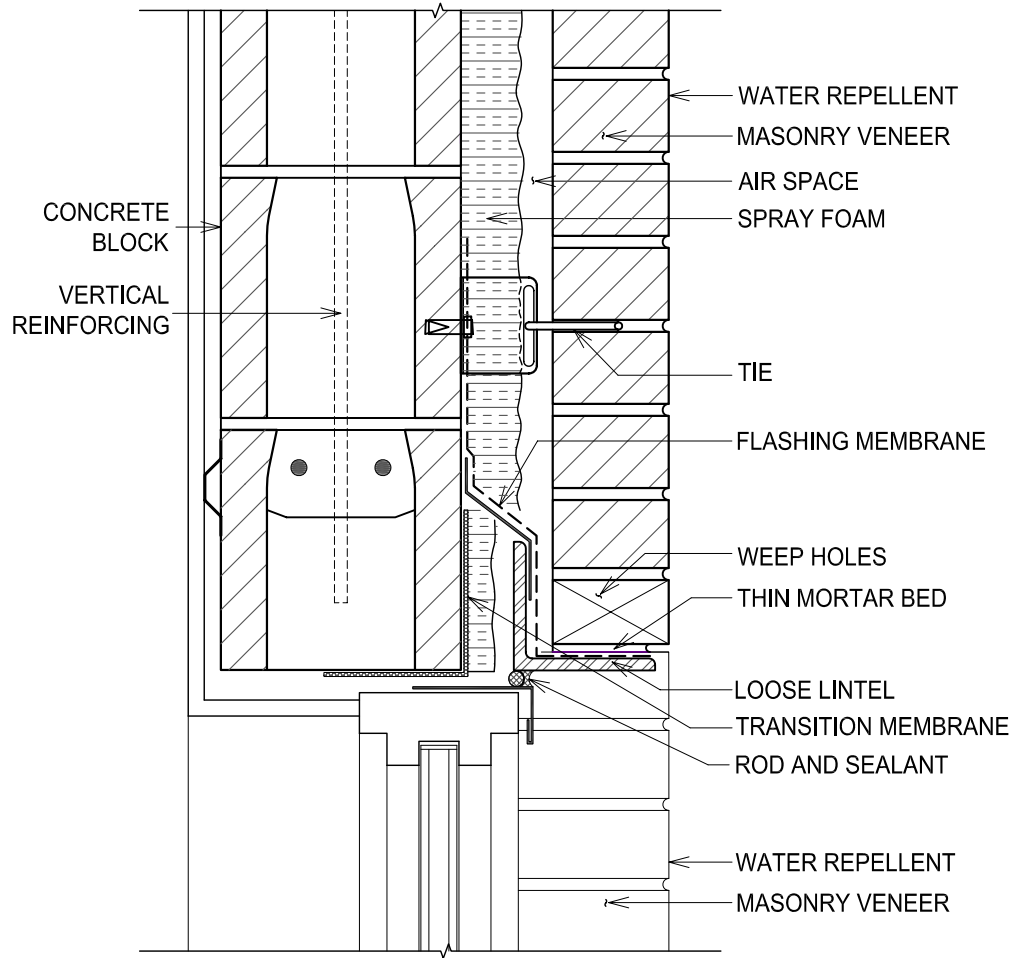 WATER REPELLENT
MASONRY VENEER
AIR SPACE
SPRAY FOAM
CONCRETE
BLOCK
VERTICAL
REINFORCING
TIE
FLASHING MEMBRANE
WEEP HOLES
THIN MORTAR BED
LOOSE LINTEL
TRANSITION MEMBRANE
ROD AND SEALANT
WATER REPELLENT
MASONRY VENEER